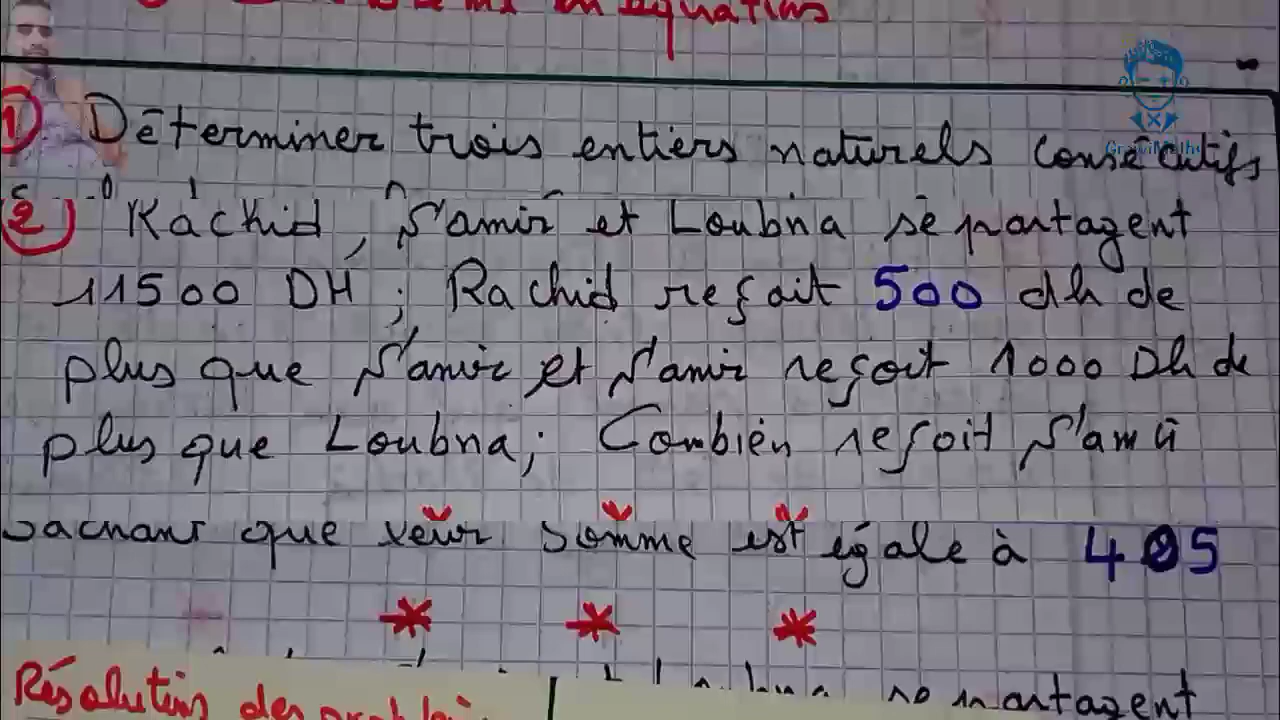 équations
1) Déterminer trois entiers naturels consécutifs
2) Rachid, Samir et Loubna se partagent
11500 DH ; Rachid reçoit 500 dh de
plus que Samir et Samir reçoit 1000 Dh de
plus que Loubna; Combien reçoit Samir
sachant que leur somme est égale à 405
Résolution des
partagent